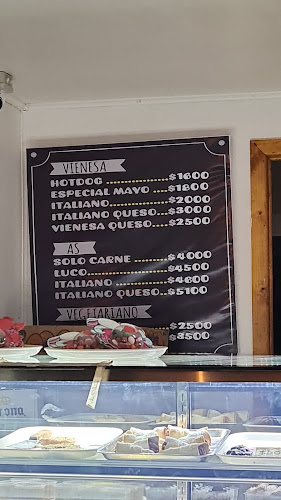 VIENESA
HOTDOG ................$1600
ESPECIAL MAYO ....$1800
ITALIANO...............$2000
ITALIANO QUESO...$3000
VIENESA QUESO....$2500
AS
SOLO CARNE ........$4000
LUCO....................$4500
ITALIANO .............$4800
ITALIANO QUESO..$5100
VEGETARIANO
$2500
$3500